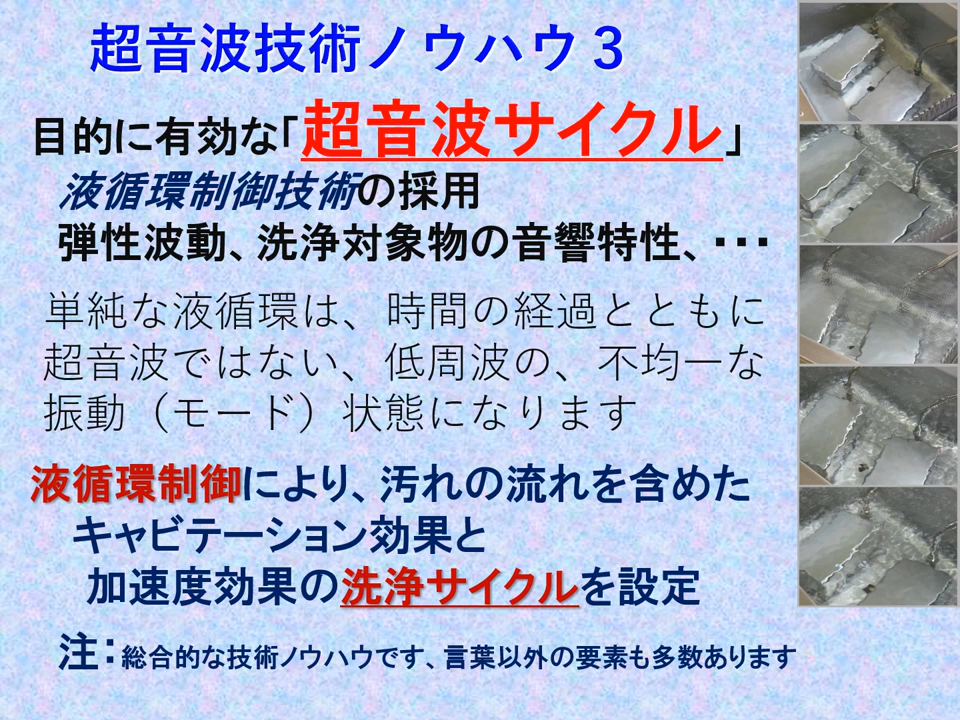 超音波技術ノウハウ３
目的に有効な「超音波サイクル」
液循環制御技術の採用
弾性波動、洗浄対象物の音響特性、・・・
単純な液循環は、時間の経過とともに
超音波ではない、低周波の、不均一な
振動（モード）状態になります
液循環制御により、汚れの流れを含めた
キャビテーション効果と
加速度効果の洗浄サイクルを設定
注：総合的な技術ノウハウです、言葉以外の要素も多数あります